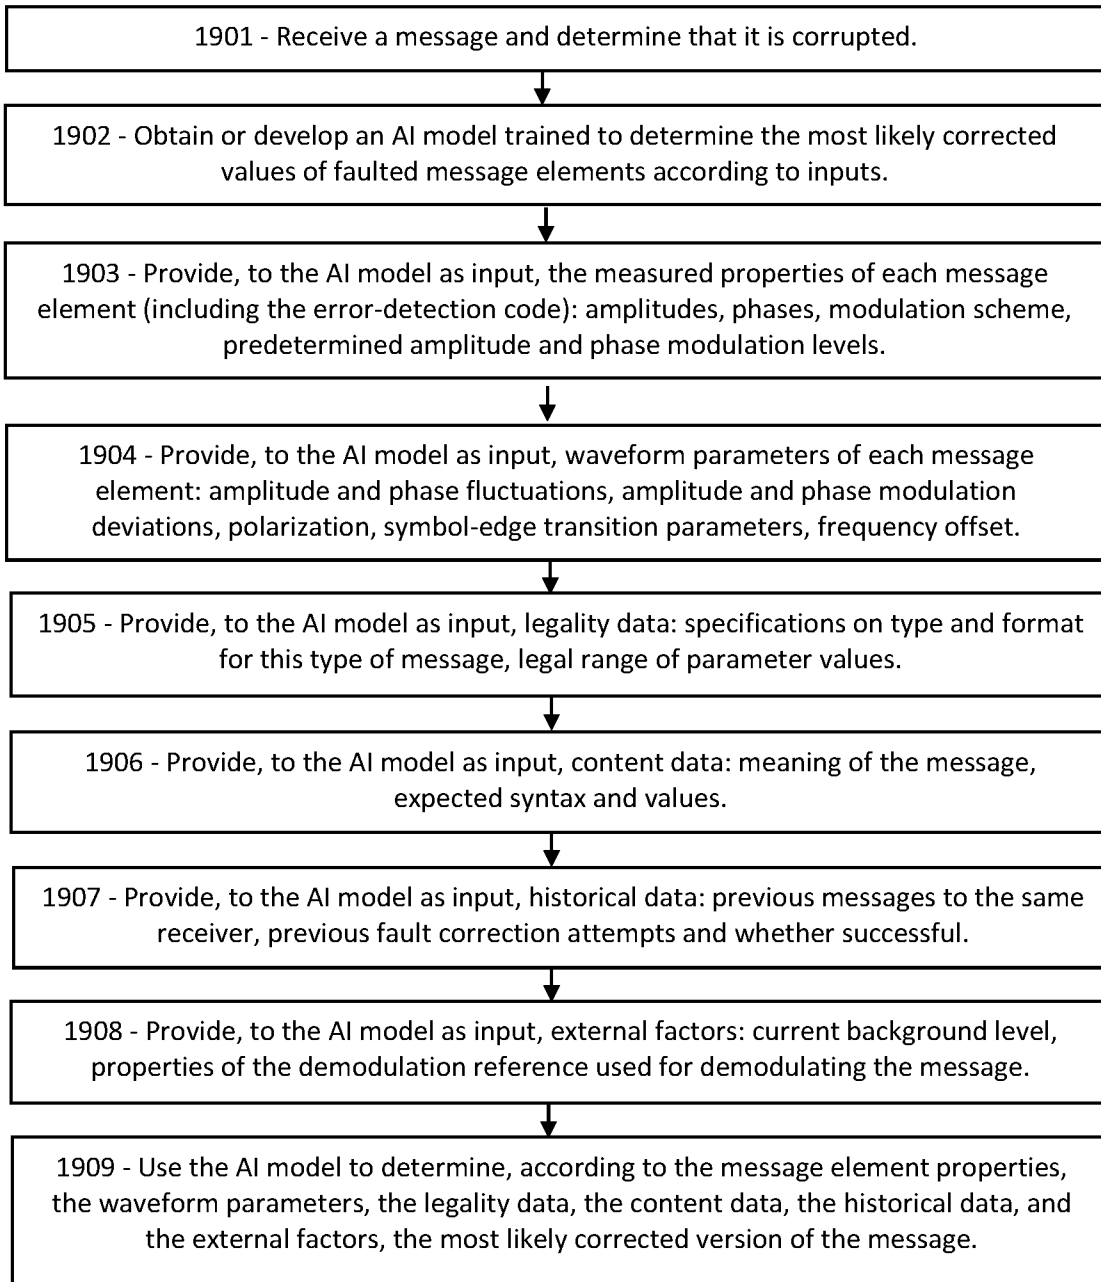 1901 - Receive a message and determine that it is corrupted.
1902 - Obtain or develop an AI model trained to determine the most likely corrected
values of faulted message elements according to inputs.
1903 - Provide, to the AI model as input, the measured properties of each message
element (including the error-detection code): amplitudes, phases, modulation scheme,
predetermined amplitude and phase modulation levels.
1904 - Provide, to the AI model as input, waveform parameters of each message
element: amplitude and phase fluctuations, amplitude and phase modulation
deviations, polarization, symbol-edge transition parameters, frequency offset.
1905 - Provide, to the AI model as input, legality data: specifications on type and format
for this type of message, legal range of parameter values.
1906 - Provide, to the AI model as input, content data: meaning of the message,
expected syntax and values.
1907 - Provide, to the AI model as input, historical data: previous messages to the same
receiver, previous fault correction attempts and whether successful.
1908 - Provide, to the AI model as input, external factors: current background level,
properties of the demodulation reference used for demodulating the message.
1909 - Use the AI model to determine, according to the message element properties,
the waveform parameters, the legality data, the content data, the historical data, and
the external factors, the most likely corrected version of the message.